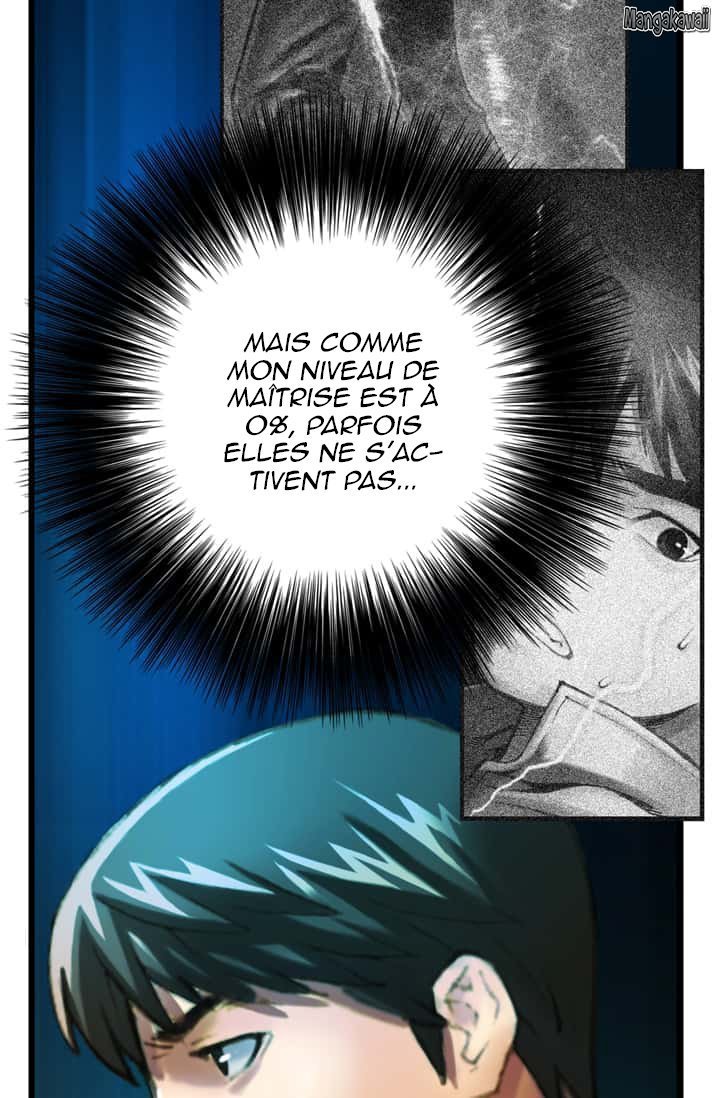 Mangakawaii
MAIS COMME
MON NIVEAU DE
MAÎTRISE EST À
0%, PARFOIS
ELLES NE S'AC-
TIVENT PAS...